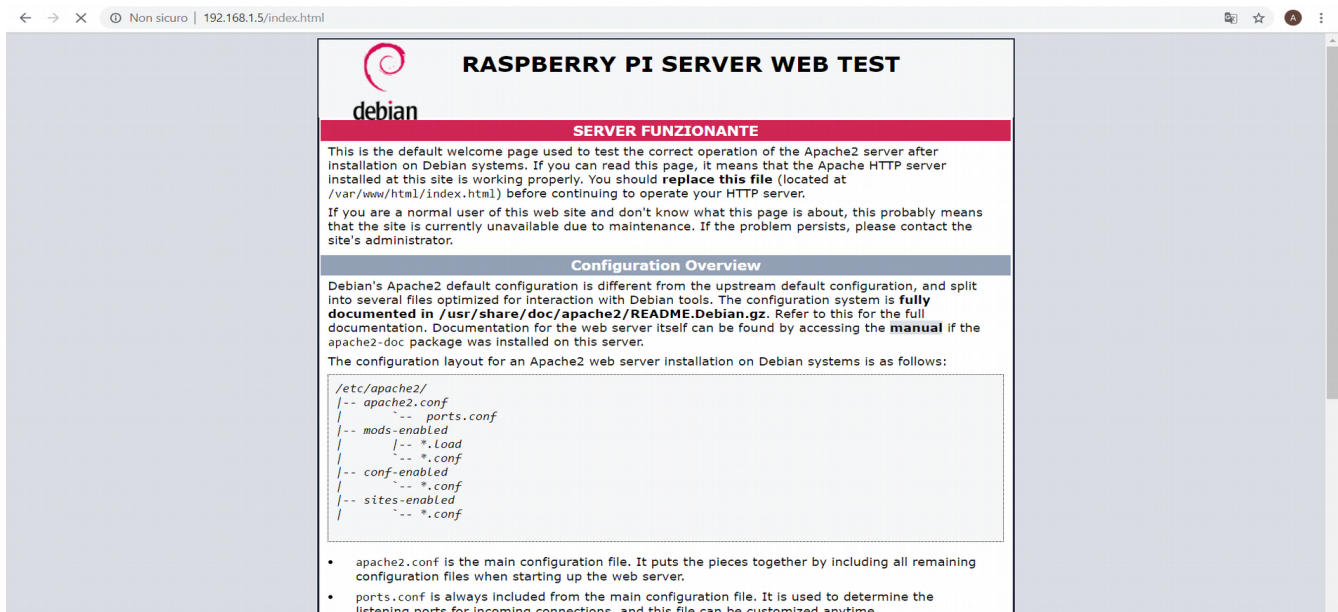 Non sicuro | 192.168.1.5/index.html
A
RASPBERRY PI SERVER WEB TEST
debian
SERVER FUNZIONANTE
This is the default welcome page used to test the correct operation of the Apache2 server after
installation on Debian systems. If you can read this page, it means that the Apache HTTP server
installed at this site is working properly. You should replace this file (located at
/var/www/html/index.html) before continuing to operate your HTTP server.
If you are a normal user of this web site and don't know what this page is about, this probably means
that the site is currently unavailable due to maintenance. If the problem persists, please contact the
site's administrator.
Configuration Overview
Debian's Apache2 default configuration is different from the upstream default configuration, and split
into several files optimized for interaction with Debian tools. The configuration system is fully
documented in /usr/share/doc/apache2/README.Debian.gz. Refer to this for the full
documentation. Documentation for the web server itself can be found by accessing the manual if the
apache2-doc package was installed on this server.
The configuration layout for an Apache2 web server installation on Debian systems is as follows:
/etc/apache2/
|-- apache2.conf
|       `--  ports.conf
|-- mods-enabled
|       |-- *.load
|       `-- *.conf
|-- conf-enabled
|       `-- *.conf
|-- sites-enabled
|       `-- *.conf
• apache2.conf is the main configuration file. It puts the pieces together by including all remaining
configuration files when starting up the web server.
• ports.conf is always included from the main configuration file. It is used to determine the
listening ports for incoming connections, and this file can be customized anytime.